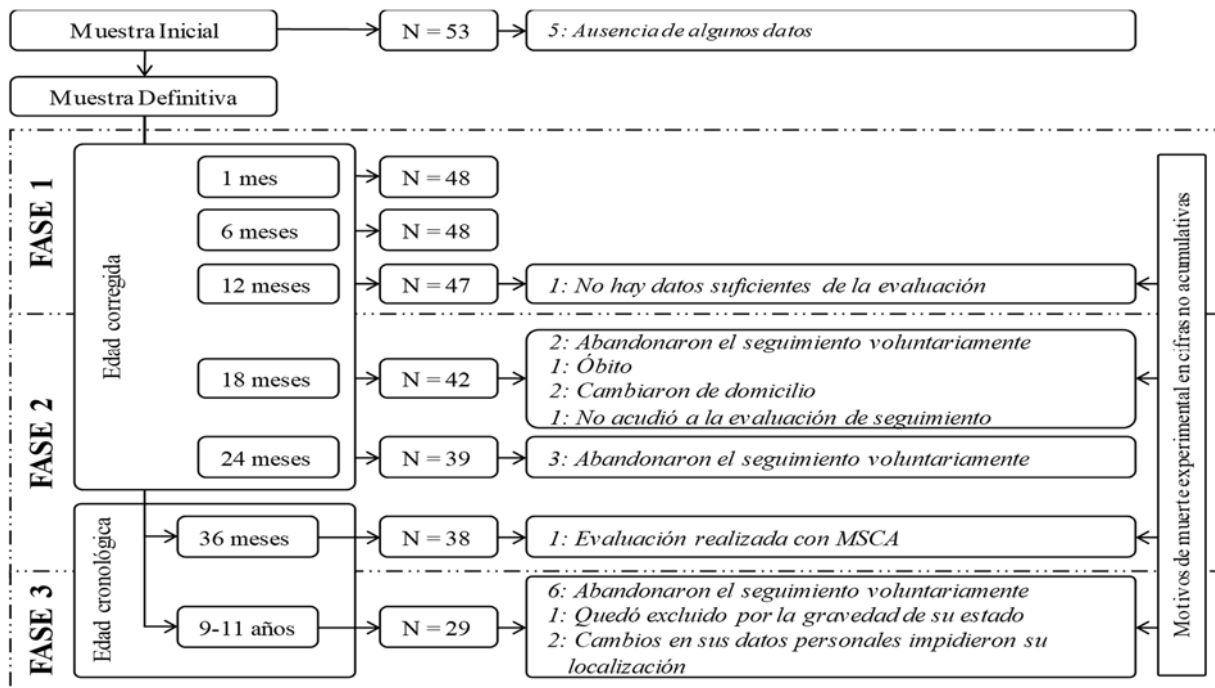 Muestra Inicial
N = 53
5: Ausencia de algunos datos
Muestra Definitiva
FASE 1
Edad corregida
1 mes
N = 48
6 meses
N = 48
12 meses
N = 47
1: No hay datos suficientes de la evaluación
FASE 2
18 meses
N = 42
2: Abandonaron el seguimiento voluntariamente
1: Óbito
2: Cambiaron de domicilio
1: No acudió a la evaluación de seguimiento
24 meses
N = 39
3: Abandonaron el seguimiento voluntariamente
Edad cronológica
36 meses
N = 38
1: Evaluación realizada con MSCA
FASE 3
9-11 años
N = 29
6: Abandonaron el seguimiento voluntariamente
1: Quedó excluido por la gravedad de su estado
2: Cambios en sus datos personales impidieron su
localización
Motivos de muerte experimental en cifras no acumulativas